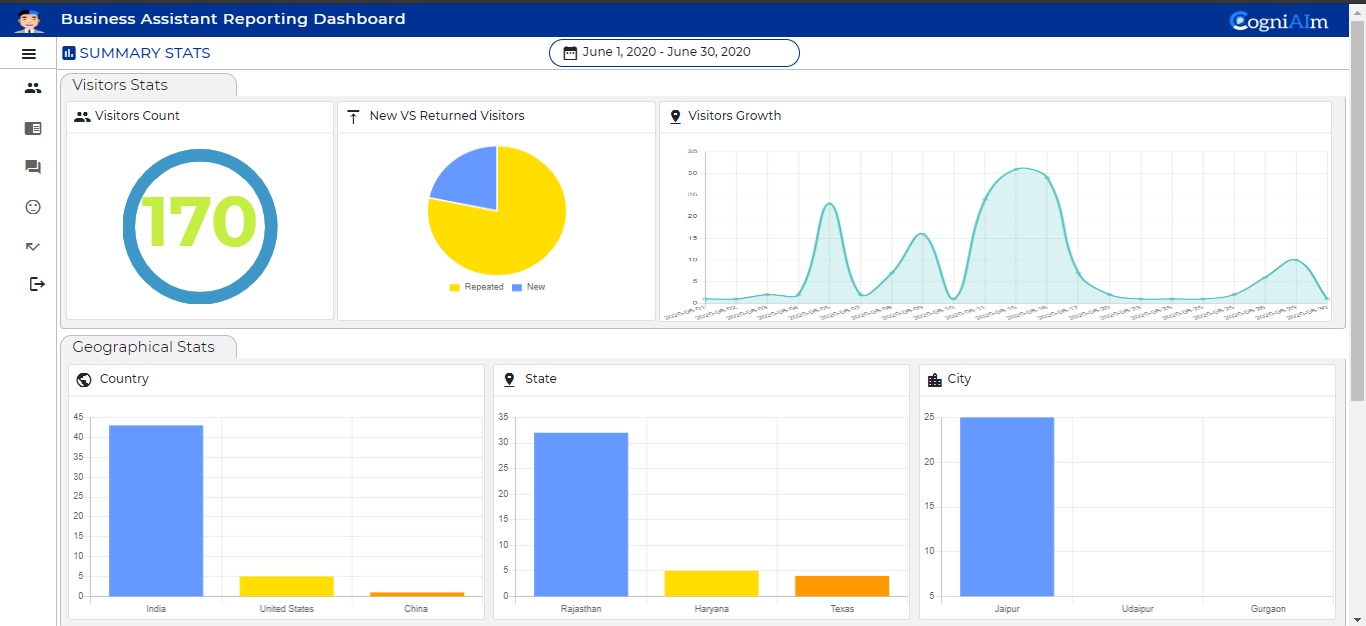 Business Assistant Reporting Dashboard
CogniAIm
SUMMARY STATS
June 1, 2020 - June 30, 2020
Visitors Stats
Visitors Count
170
New VS Returned Visitors
Repeated New
Visitors Growth
35
30
25
20
15
10
5
0
Geographical Stats
Country
45
40
35
30
25
20
15
10
5
0
India United States China
State
35
30
25
20
15
10
5
0
Rajasthan Haryana Texas
City
25
20
15
10
5
Jaipur Udaipur Gurgaon